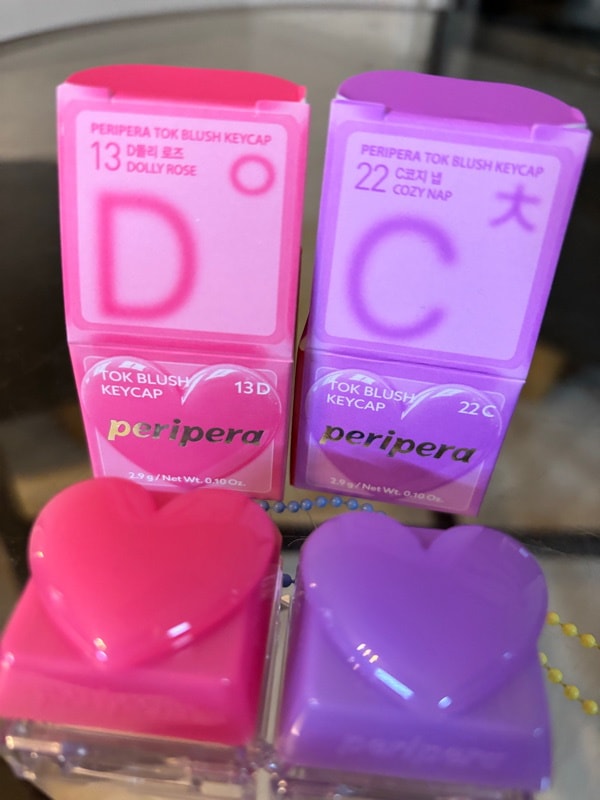 PERIPERA TOK BLUSH KEYCAP
13 D돌리 로즈
DOLLY ROSE
ㅇ
D
TOK BLUSH
KEYCAP
13 D
peripera
2.9 g / Net Wt. 0.10 Oz.
PERIPERA TOK BLUSH KEYCAP
22 C코지 냅
COZY NAP
ㅊ
C
TOK BLUSH
KEYCAP
22 C
peripera
2.9 g / Net Wt. 0.10 Oz.
peripera